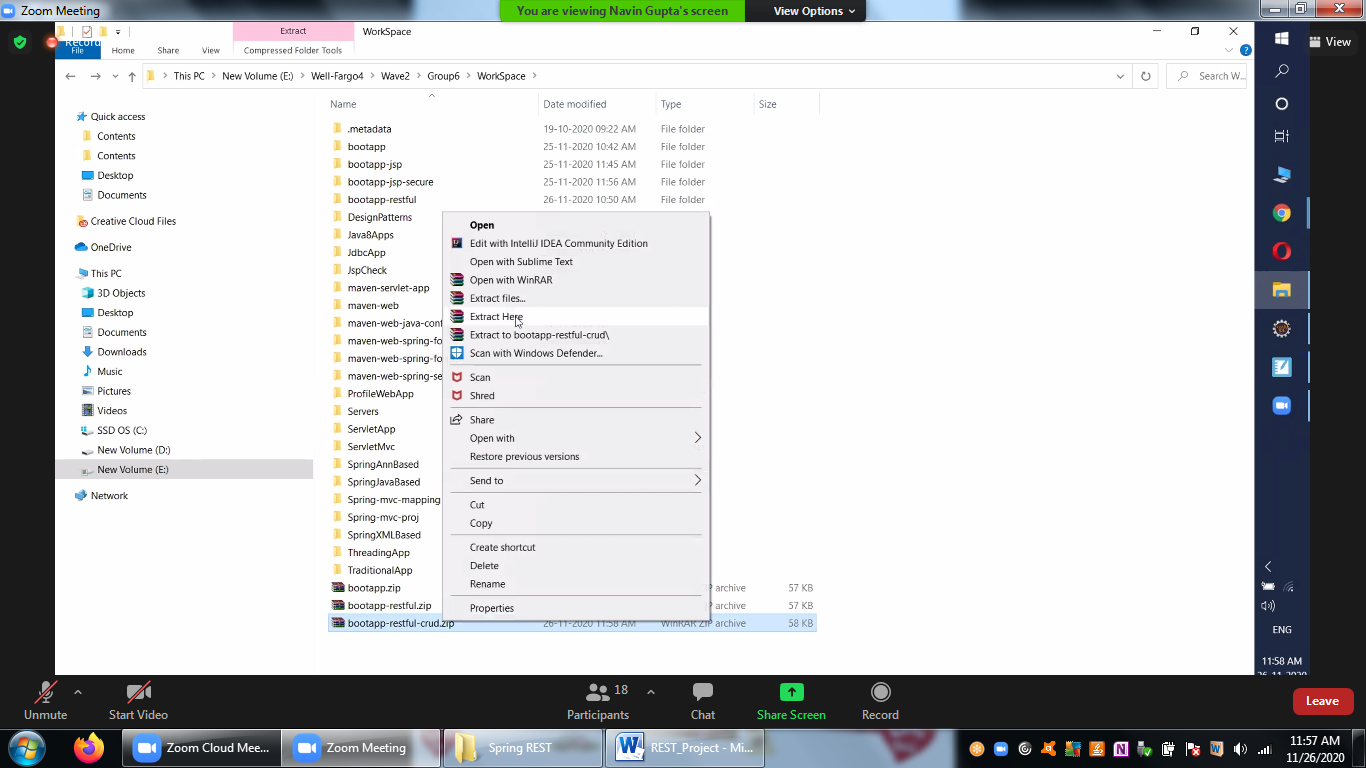 Zoom Meeting
You are viewing Navin Gupta's screen
View Options
View
Extract
WorkSpace
File
Home
Share
View
Compressed Folder Tools
This PC > New Volume (E:) > Well-Fargo4 > Wave2 > Group6 > WorkSpace >
Search W...
Name
Date modified
Type
Size
Quick access
Contents
Contents
Desktop
Documents
Creative Cloud Files
OneDrive
This PC
3D Objects
Desktop
Documents
Downloads
Music
Pictures
Videos
SSD OS (C:)
New Volume (D:)
New Volume (E:)
Network
.metadata 19-10-2020 09:22 AM File folder
bootapp 25-11-2020 10:42 AM File folder
bootapp-jsp 25-11-2020 11:45 AM File folder
bootapp-jsp-secure 25-11-2020 11:56 AM File folder
bootapp-restful 26-11-2020 10:50 AM File folder
DesignPatterns
Java8Apps
JdbcApp
JspCheck
maven-servlet-app
maven-web
maven-web-java-conf
maven-web-spring-fo
maven-web-spring-fo
maven-web-spring-se
ProfileWebApp
Servers
ServletApp
ServletMvc
SpringAnnBased
SpringJavaBased
Spring-mvc-mapping
Spring-mvc-proj
SpringXMLBased
ThreadingApp
TraditionalApp
bootapp.zip P archive 57 KB
bootapp-restful.zip P archive 57 KB
bootapp-restful-crud.zip 26-11-2020 11:58 AM WinRAR ZIP archive 58 KB
Open
Edit with IntelliJ IDEA Community Edition
Open with Sublime Text
Open with WinRAR
Extract files...
Extract Here
Extract to bootapp-restful-crud\
Scan with Windows Defender...
Scan
Shred
Share
Open with
Restore previous versions
Send to
Cut
Copy
Create shortcut
Delete
Rename
Properties
ENG
11:58 AM
26-11-2020
Unmute
Start Video
Participants
18
Chat
Share Screen
Record
Leave
Zoom Cloud Mee...
Zoom Meeting
Spring REST
REST_Project - Mi...
11:57 AM
11/26/2020